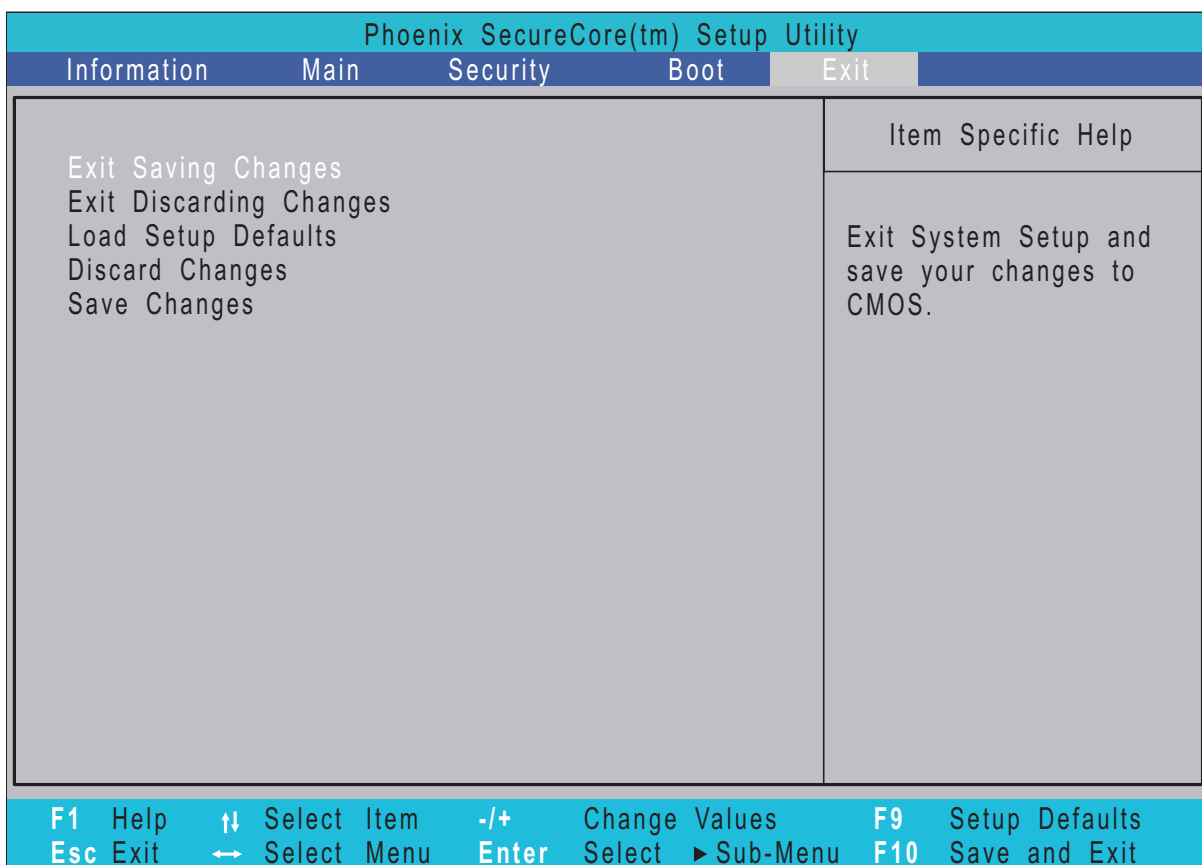 Phoenix SecureCore(tm) Setup Utility
Information Main Security Boot Exit
Item Specific Help
Exit Saving Changes
Exit Discarding Changes
Load Setup Defaults
Discard Changes
Save Changes
Exit System Setup and
save your changes to
CMOS.
F1 Help ↑↓ Select Item -/+ Change Values F9 Setup Defaults
Esc Exit ↔ Select Menu Enter Select ▶ Sub-Menu F10 Save and Exit